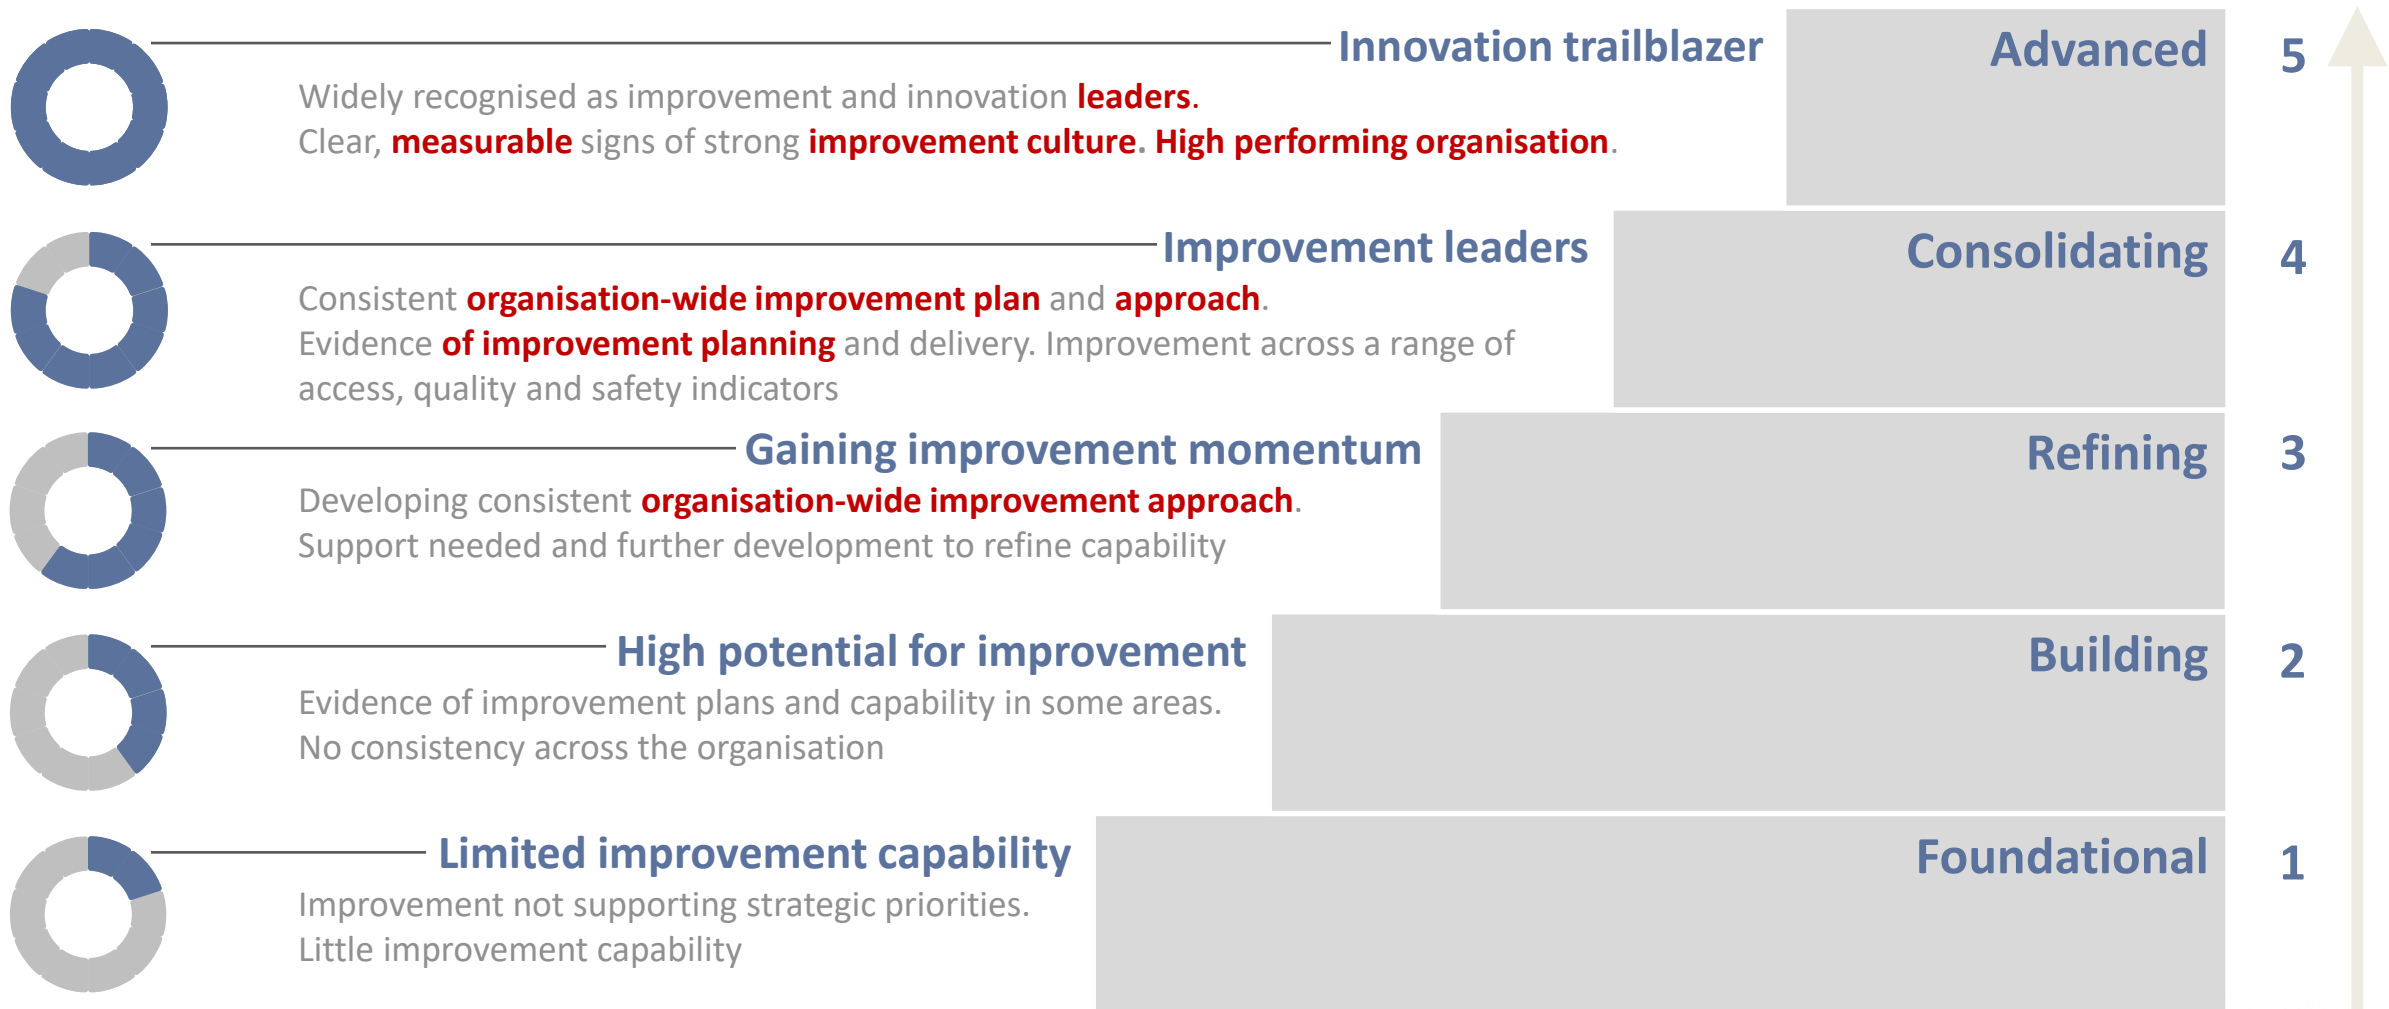 Innovation trailblazer Advanced 5
Widely recognised as improvement and innovation leaders.
Clear, measurable signs of strong improvement culture. High performing organisation.
Improvement leaders Consolidating 4
Consistent organisation-wide improvement plan and approach.
Evidence of improvement planning and delivery. Improvement across a range of
access, quality and safety indicators
Gaining improvement momentum Refining 3
Developing consistent organisation-wide improvement approach.
Support needed and further development to refine capability
High potential for improvement Building 2
Evidence of improvement plans and capability in some areas.
No consistency across the organisation
Limited improvement capability Foundational 1
Improvement not supporting strategic priorities.
Little improvement capability